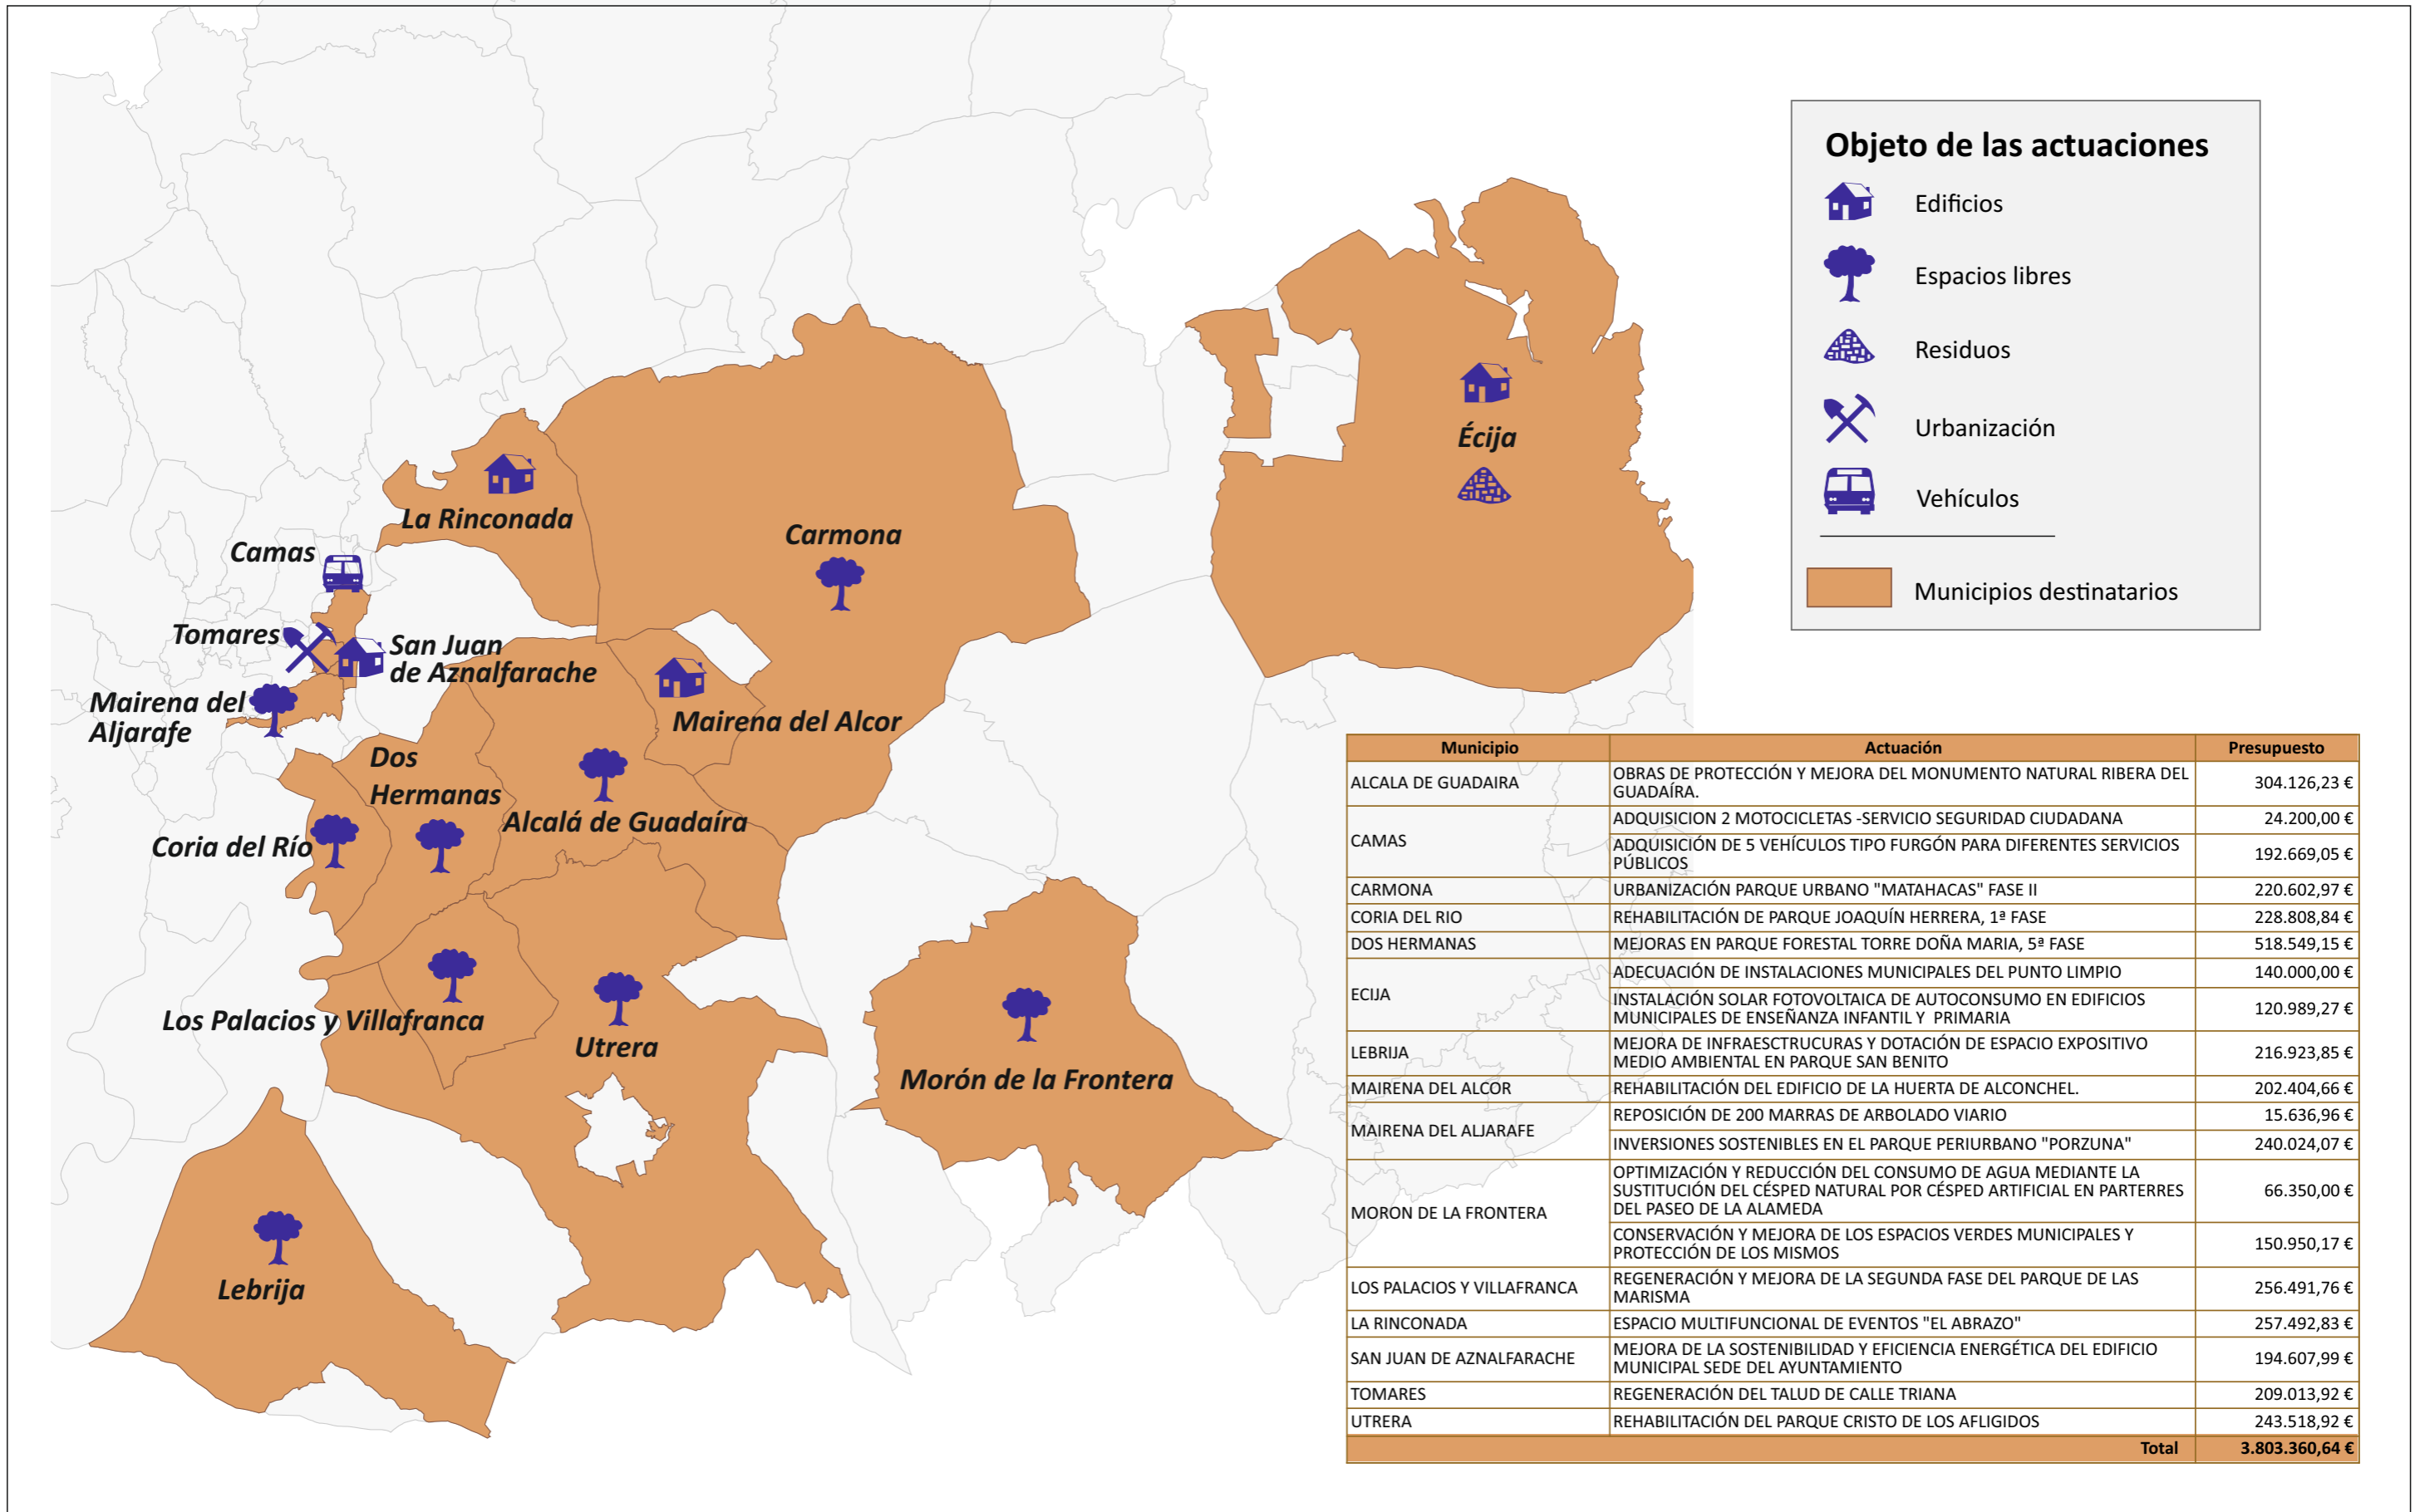 Objeto de las actuaciones
Edificios
Espacios libres
Residuos
Urbanización
Vehículos
Municipios destinatarios
Écija
La Rinconada
Carmona
Camas
Tomares
San Juan
de Aznalfarache
Mairena del
Aljarafe
Mairena del Alcor
Dos
Hermanas
Alcalá de Guadaíra
Coria del Río
Los Palacios y Villafranca
Utrera
Morón de la Frontera
Lebrija
Municipio Actuación Presupuesto
ALCALA DE GUADAIRA
OBRAS DE PROTECCIÓN Y MEJORA DEL MONUMENTO NATURAL RIBERA DEL
GUADAÍRA.
304.126,23 €
CAMAS
ADQUISICION 2 MOTOCICLETAS -SERVICIO SEGURIDAD CIUDADANA 24.200,00 €
ADQUISICIÓN DE 5 VEHÍCULOS TIPO FURGÓN PARA DIFERENTES SERVICIOS
PÚBLICOS
192.669,05 €
CARMONA URBANIZACIÓN PARQUE URBANO "MATAHACAS" FASE II 220.602,97 €
CORIA DEL RIO REHABILITACIÓN DE PARQUE JOAQUÍN HERRERA, 1ª FASE 228.808,84 €
DOS HERMANAS MEJORAS EN PARQUE FORESTAL TORRE DOÑA MARIA, 5ª FASE 518.549,15 €
ECIJA
ADECUACIÓN DE INSTALACIONES MUNICIPALES DEL PUNTO LIMPIO 140.000,00 €
INSTALACIÓN SOLAR FOTOVOLTAICA DE AUTOCONSUMO EN EDIFICIOS
MUNICIPALES DE ENSEÑANZA INFANTIL Y PRIMARIA
120.989,27 €
LEBRIJA
MEJORA DE INFRAESCTRUCURAS Y DOTACIÓN DE ESPACIO EXPOSITIVO
MEDIO AMBIENTAL EN PARQUE SAN BENITO
216.923,85 €
MAIRENA DEL ALCOR REHABILITACIÓN DEL EDIFICIO DE LA HUERTA DE ALCONCHEL. 202.404,66 €
MAIRENA DEL ALJARAFE
REPOSICIÓN DE 200 MARRAS DE ARBOLADO VIARIO 15.636,96 €
INVERSIONES SOSTENIBLES EN EL PARQUE PERIURBANO "PORZUNA" 240.024,07 €
MORON DE LA FRONTERA
OPTIMIZACIÓN Y REDUCCIÓN DEL CONSUMO DE AGUA MEDIANTE LA
SUSTITUCIÓN DEL CÉSPED NATURAL POR CÉSPED ARTIFICIAL EN PARTERRES
DEL PASEO DE LA ALAMEDA
66.350,00 €
CONSERVACIÓN Y MEJORA DE LOS ESPACIOS VERDES MUNICIPALES Y
PROTECCIÓN DE LOS MISMOS
150.950,17 €
LOS PALACIOS Y VILLAFRANCA
REGENERACIÓN Y MEJORA DE LA SEGUNDA FASE DEL PARQUE DE LAS
MARISMA
256.491,76 €
LA RINCONADA ESPACIO MULTIFUNCIONAL DE EVENTOS "EL ABRAZO" 257.492,83 €
SAN JUAN DE AZNALFARACHE
MEJORA DE LA SOSTENIBILIDAD Y EFICIENCIA ENERGÉTICA DEL EDIFICIO
MUNICIPAL SEDE DEL AYUNTAMIENTO
194.607,99 €
TOMARES REGENERACIÓN DEL TALUD DE CALLE TRIANA 209.013,92 €
UTRERA REHABILITACIÓN DEL PARQUE CRISTO DE LOS AFLIGIDOS 243.518,92 €
Total 3.803.360,64 €